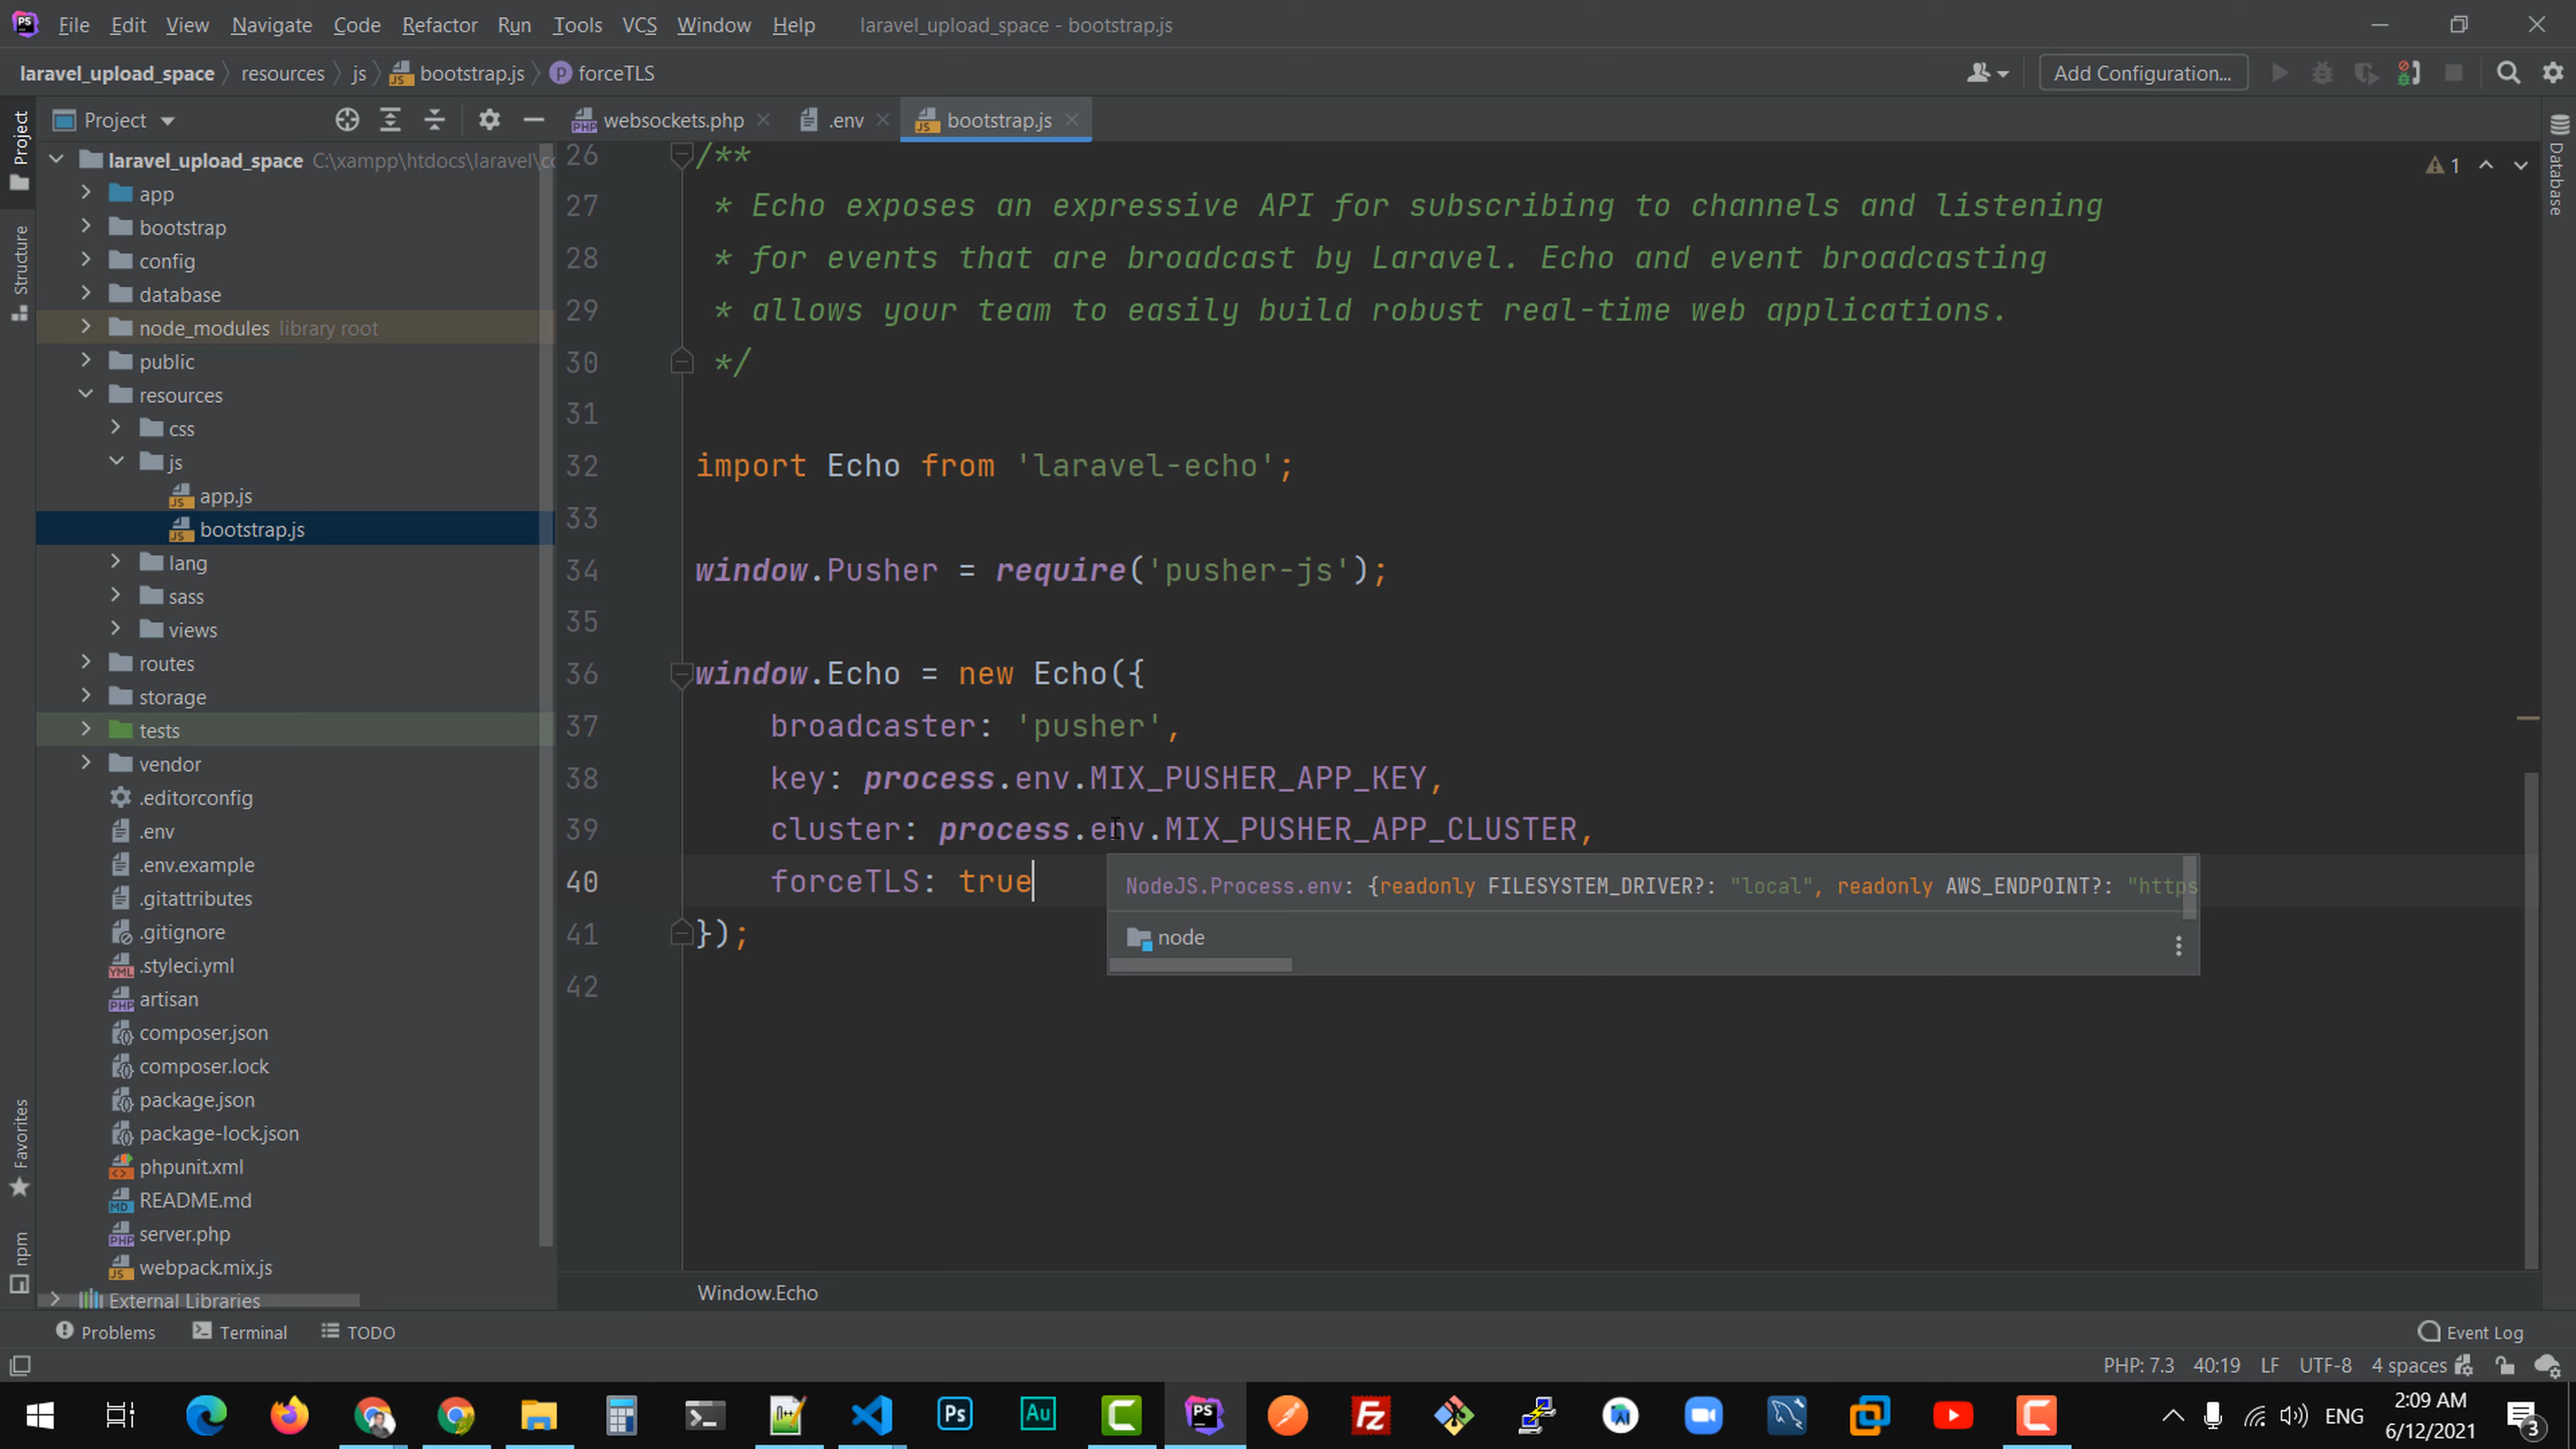 File Edit View Navigate Code Refactor Run Tools VCS Window Help laravel_upload_space - bootstrap.js
laravel_upload_space resources js bootstrap.js forceTLS Add Configuration...
Project
websockets.php .env bootstrap.js
laravel_upload_space C:\xampp\htdocs\laravel\
app
bootstrap
config
database
node_modules library root
public
resources
css
js
app.js
bootstrap.js
lang
sass
views
routes
storage
tests
vendor
.editorconfig
.env
.env.example
.gitattributes
.gitignore
.styleci.yml
artisan
composer.json
composer.lock
package.json
package-lock.json
phpunit.xml
README.md
server.php
webpack.mix.js
External Libraries
Project
Structure
Favorites
npm
Database
1
26 /**
27 * Echo exposes an expressive API for subscribing to channels and listening
28 * for events that are broadcast by Laravel. Echo and event broadcasting
29 * allows your team to easily build robust real-time web applications.
30 */
31
32 import Echo from 'laravel-echo';
33
34 window.Pusher = require('pusher-js');
35
36 window.Echo = new Echo({
37 broadcaster: 'pusher',
38 key: process.env.MIX_PUSHER_APP_KEY,
39 cluster: process.env.MIX_PUSHER_APP_CLUSTER,
40 forceTLS: true
41 });
42
NodeJS.Process.env: {readonly FILESYSTEM_DRIVER?: "local", readonly AWS_ENDPOINT?: "https
node
Window.Echo
Problems Terminal TODO Event Log
PHP: 7.3 40:19 LF UTF-8 4 spaces
Ps Au PS Fz
ENG 2:09 AM
6/12/2021 3